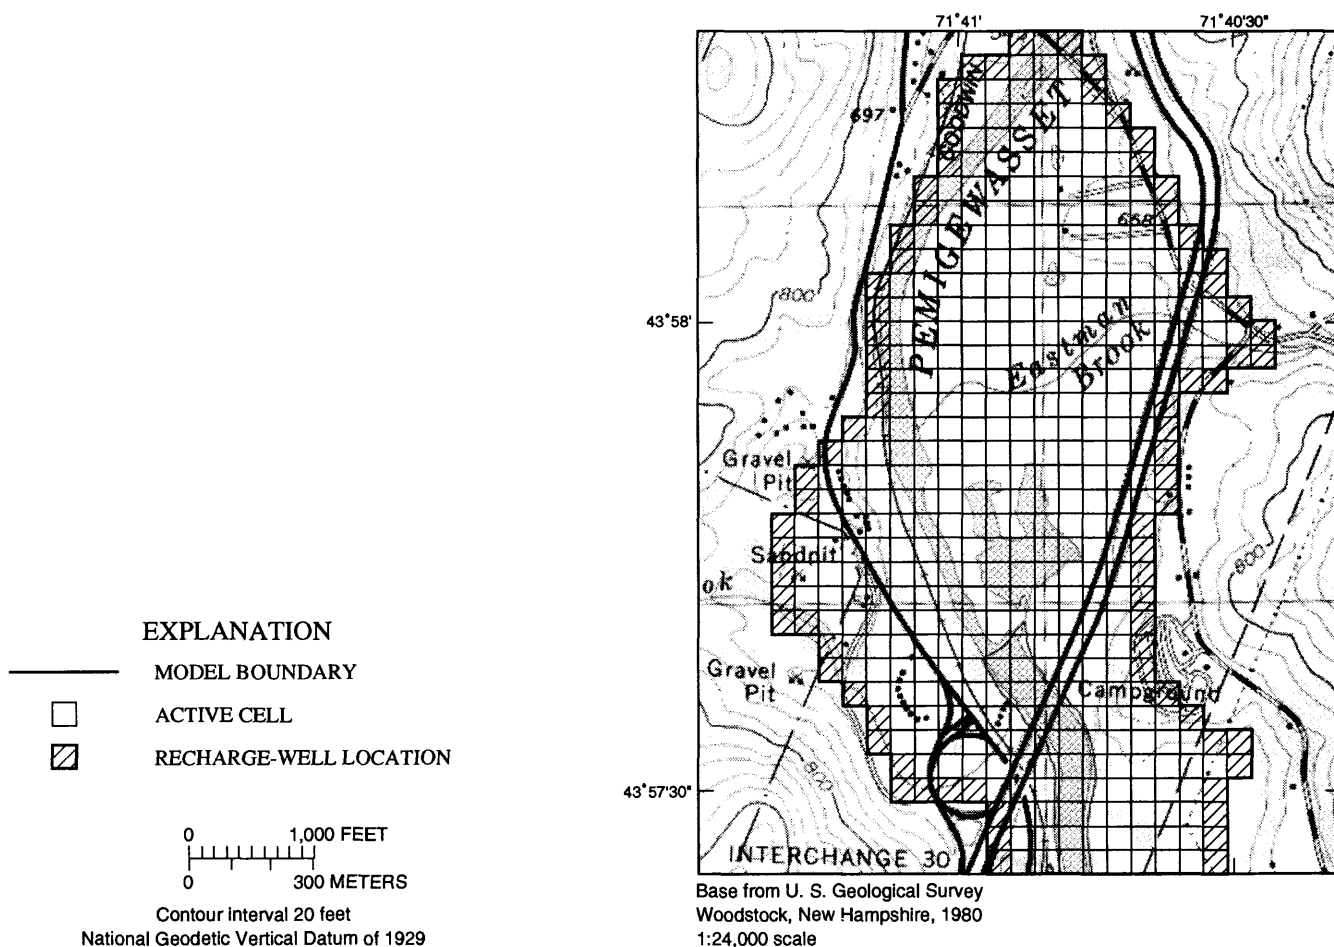 71°41'
71°40'30"
697
GOODWIN
PEMIGEWASSET
668
800
43°58'
Eastman
Brook
Gravel
Pit
Sandpit
ok
800
EXPLANATION
MODEL BOUNDARY
ACTIVE CELL
RECHARGE-WELL LOCATION
Gravel
Pit
Campground
800
43°57'30"
0 1,000 FEET
0 300 METERS
INTERCHANGE 30
Contour interval 20 feet
National Geodetic Vertical Datum of 1929
Base from U. S. Geological Survey
Woodstock, New Hampshire, 1980
1:24,000 scale